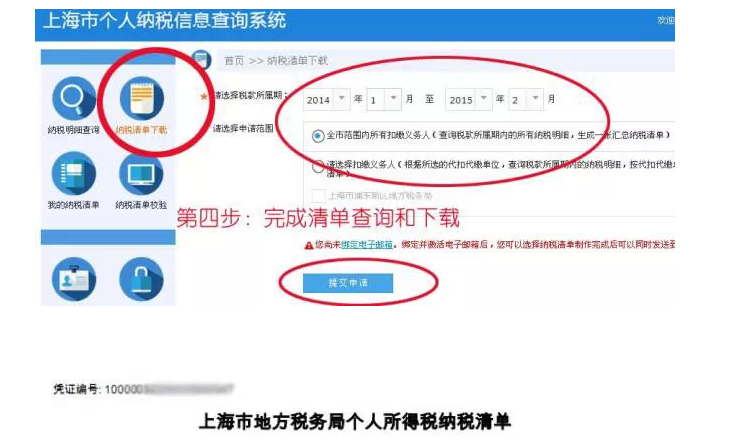 上海市个人纳税信息查询系统
欢迎
首页 >> 纳税清单下载
纳税明细查询
纳税清单下载
我的纳税清单
纳税清单校验
★ 请选择税款所属期：
2014 年 1 月 至 2015 年 2 月
请选择申请范围
全市范围内所有扣缴义务人（查询税款所属期内的所有纳税明细，生成一张汇总纳税清单）
请选择扣缴义务人（根据所选的代扣代缴单位，查询税款所属期内的纳税明细，按代扣代缴
清单）
上海市浦东新区地方税务局
第四步：完成清单查询和下载
您尚未绑定电子邮箱。绑定并激活电子邮箱后，您可以选择纳税清单制作完成后可以同时发送到
提交申请
凭证编号: 100000
上海市地方税务局个人所得税纳税清单